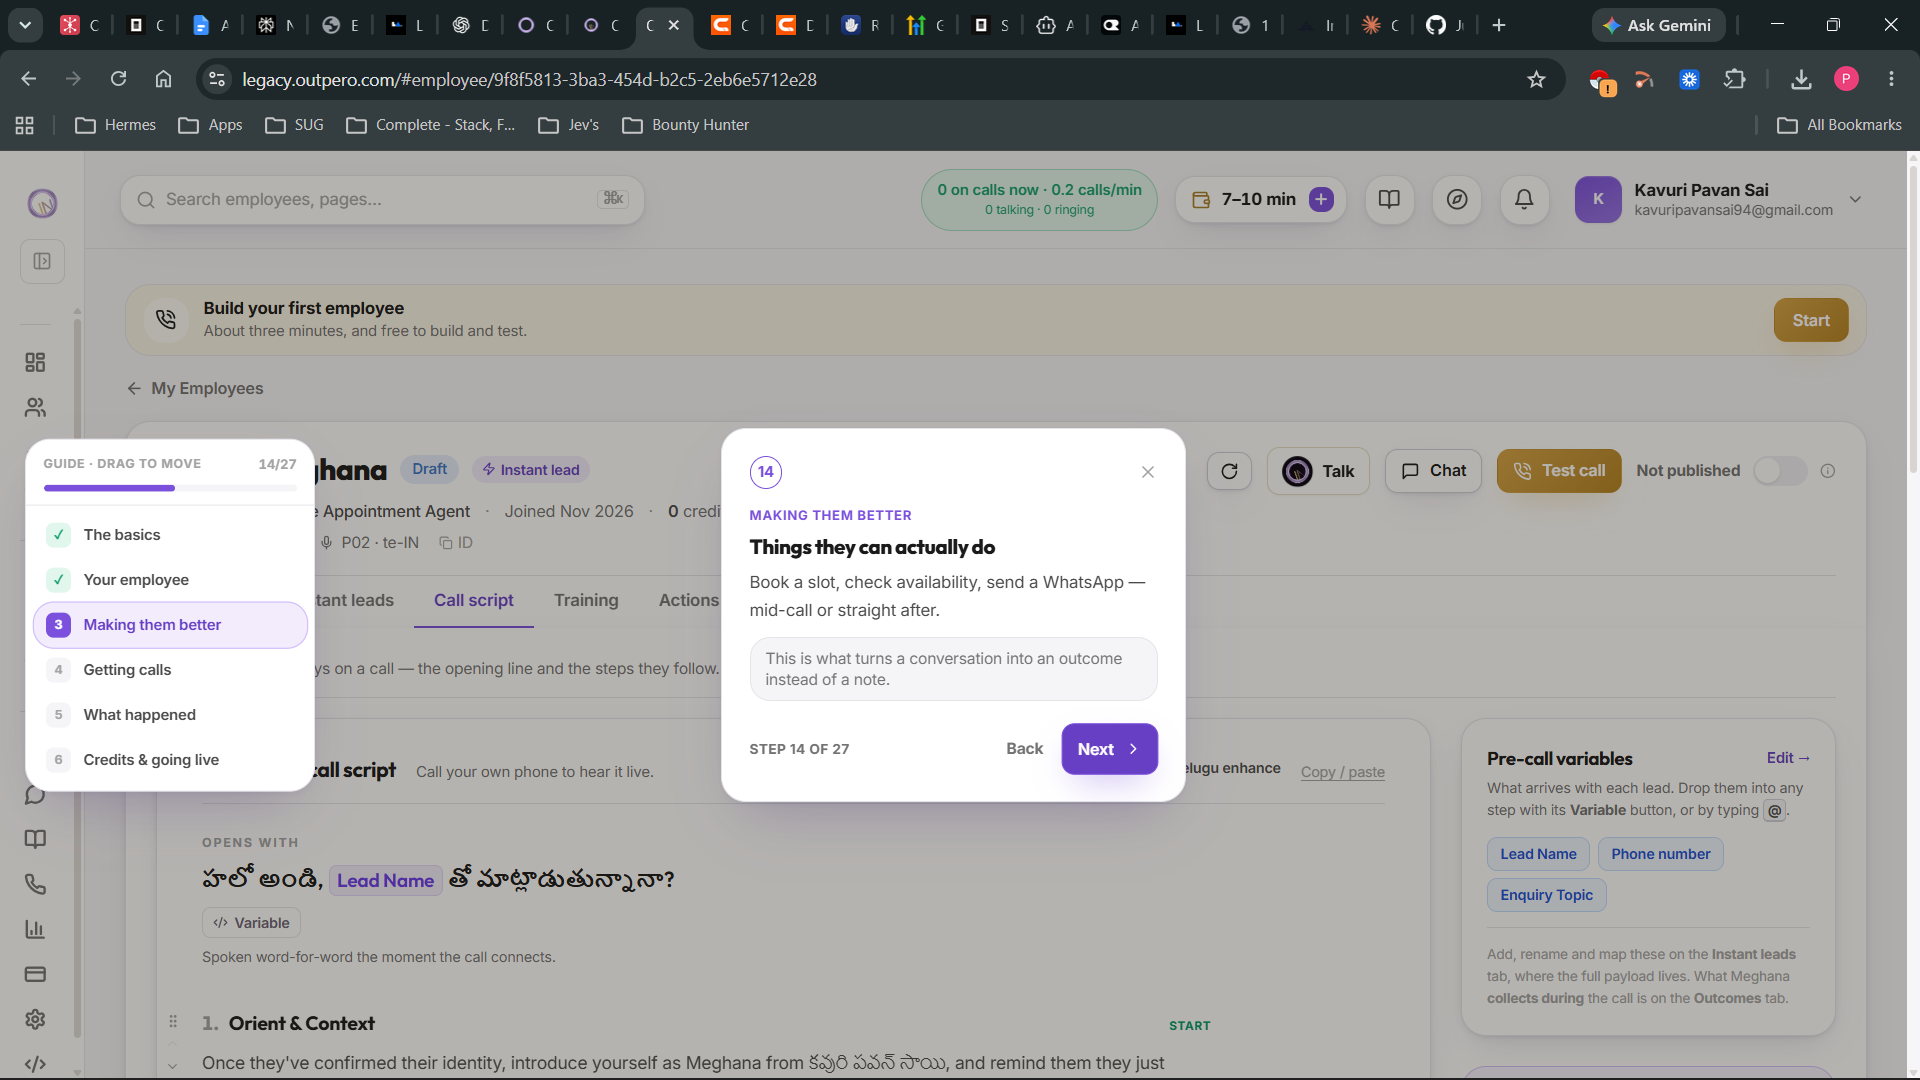 Ask Gemini
legacy.outpero.com/#employee/9f8f5813-3ba3-454d-b2c5-2eb6e5712e28
Hermes
Apps
SUG
Complete - Stack, F...
Jev's
Bounty Hunter
All Bookmarks
Search employees, pages...
⌘K
0 on calls now · 0.2 calls/min
0 talking · 0 ringing
7–10 min
K
Kavuri Pavan Sai
kavuripavansai94@gmail.com
Build your first employee
About three minutes, and free to build and test.
Start
My Employees
GUIDE · DRAG TO MOVE 14/27
The basics
Your employee
3 Making them better
4 Getting calls
5 What happened
6 Credits & going live
ghana
Draft
Instant lead
Talk
Chat
Test call
Not published
e Appointment Agent · Joined Nov 2026 · 0 credi
P02 · te-IN
ID
tant leads
Call script
Training
Actions
ys on a call — the opening line and the steps they follow.
14
MAKING THEM BETTER
Things they can actually do
Book a slot, check availability, send a WhatsApp —
mid-call or straight after.
This is what turns a conversation into an outcome
instead of a note.
STEP 14 OF 27
Back
Next
call script
Call your own phone to hear it live.
elugu enhance
Copy / paste
OPENS WITH
హలో అండి, Lead Name తో మాట్లాడుతున్నానా?
</> Variable
Spoken word-for-word the moment the call connects.
1. Orient & Context
START
Once they've confirmed their identity, introduce yourself as Meghana from కవురి పవన్ సాయి, and remind them they just
Pre-call variables
Edit →
What arrives with each lead. Drop them into any
step with its Variable button, or by typing @.
Lead Name
Phone number
Enquiry Topic
Add, rename and map these on the Instant leads
tab, where the full payload lives. What Meghana
collects during the call is on the Outcomes tab.